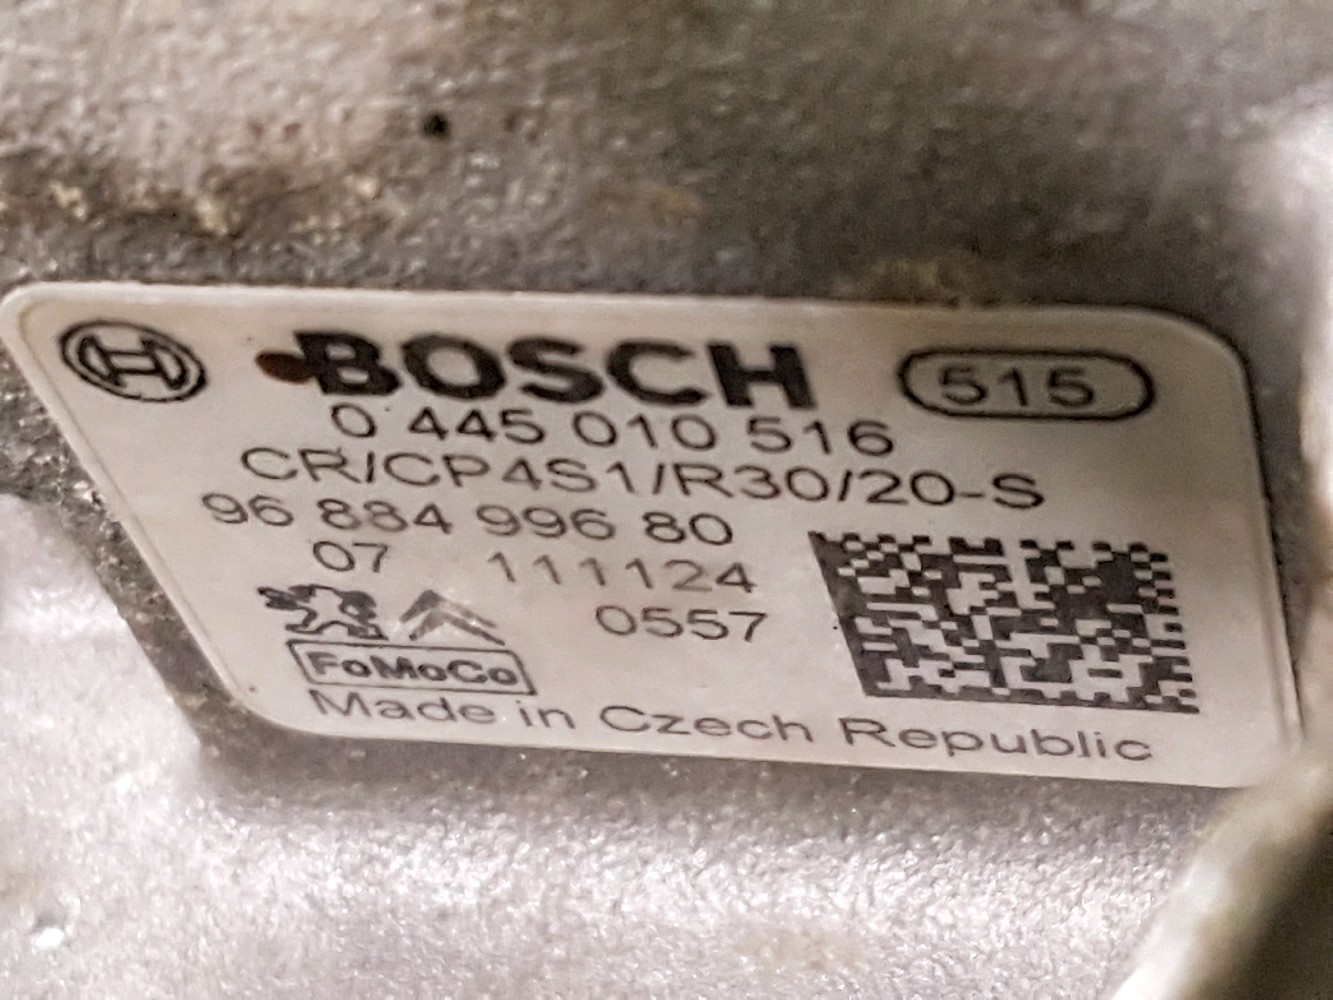 BOSCH 515
0 445 010 516
CR/CP4S1/R30/20-S
96 884 996 80
07 111124
0557
FoMoCo
Made in Czech Republic